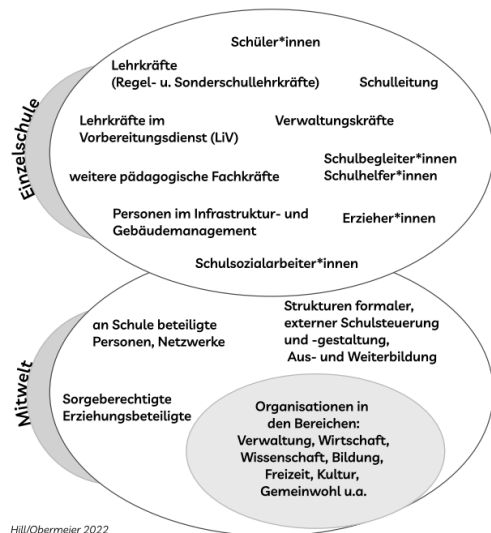 Einzelschule
Schüler*innen
Lehrkräfte
(Regel- u. Sonderschullehrkräfte)
Schulleitung
Lehrkräfte im
Vorbereitungsdienst (LiV)
Verwaltungskräfte
Schulbegleiter*innen
Schulhelfer*innen
weitere pädagogische Fachkräfte
Personen im Infrastruktur- und
Gebäudemanagement
Erzieher*innen
Schulsozialarbeiter*innen
Mitwelt
an Schule beteiligte
Personen, Netzwerke
Strukturen formaler,
externer Schulsteuerung
und -gestaltung,
Aus- und Weiterbildung
Sorgeberechtigte
Erziehungsbeteiligte
Organisationen in
den Bereichen:
Verwaltung, Wirtschaft,
Wissenschaft, Bildung,
Freizeit, Kultur,
Gemeinwohl u.a.
Hill/Obermeier 2022